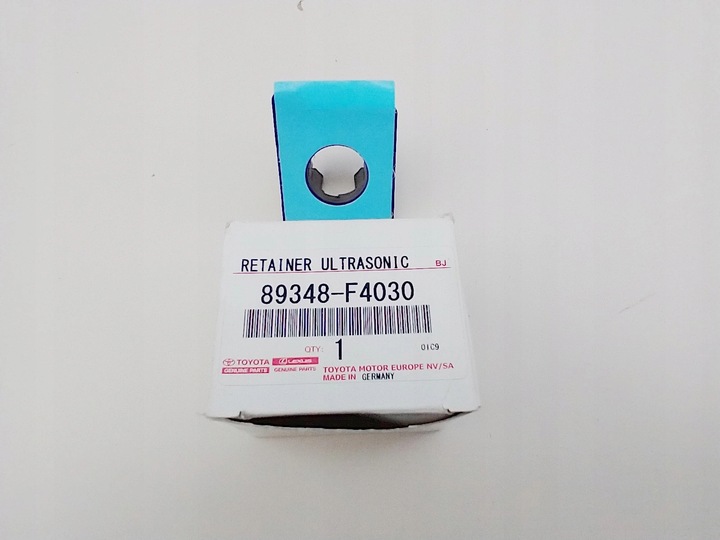 RETAINER ULTRASONIC BJ
89348-F4030
QTY: 1 01C9
TOYOTA LEXUS
GENUINE PARTS GENUINE PARTS
TOYOTA MOTOR EUROPE NV/SA
MADE IN GERMANY